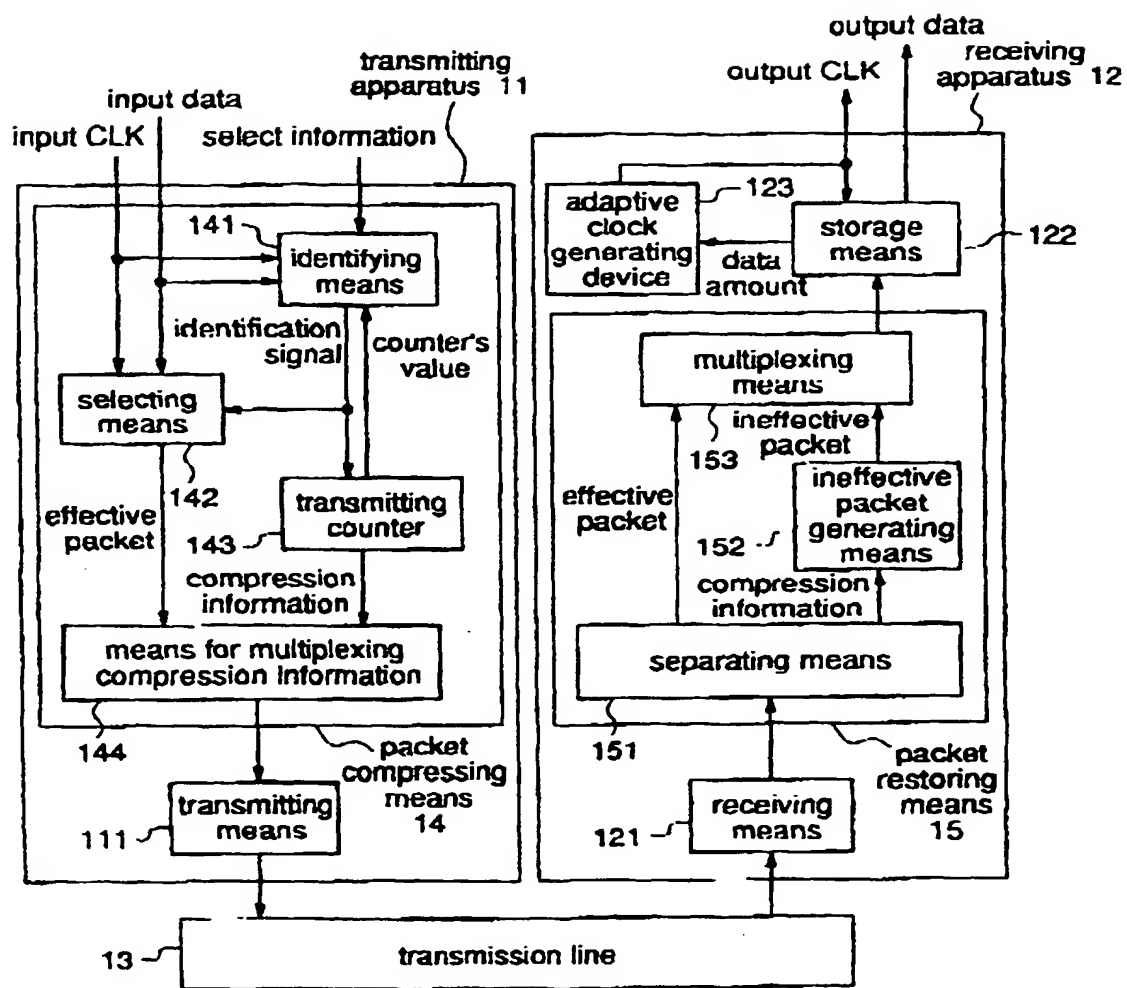 output data
output CLK
receiving
apparatus 12
transmitting
apparatus 11
input data
input CLK
select information
141
identifying
means
identification
signal
counter's
value
selecting
means
142
effective
packet
transmitting
counter
143
compression
information
means for multiplexing
compression Information
144
packet
compressing
means
14
transmitting
means
111
adaptive
clock
generating
device
123
storage
means
122
data
amount
multiplexing
means
153
ineffective
packet
effective
packet
ineffective
packet
generating
means
152
compression
information
separating means
151
packet
restoring
means
15
receiving
means
121
13
transmission line